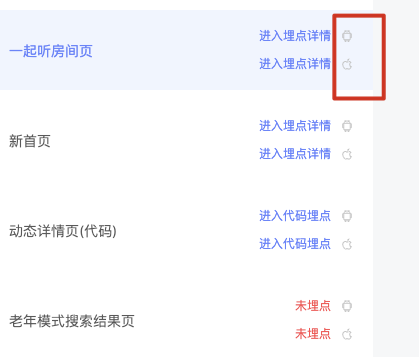 进入埋点详情
一起听房间页
进入埋点详情
进入埋点详情
新首页
进入埋点详情
进入代码埋点
动态详情页(代码)
进入代码埋点
未埋点
老年模式搜索结果页
未埋点